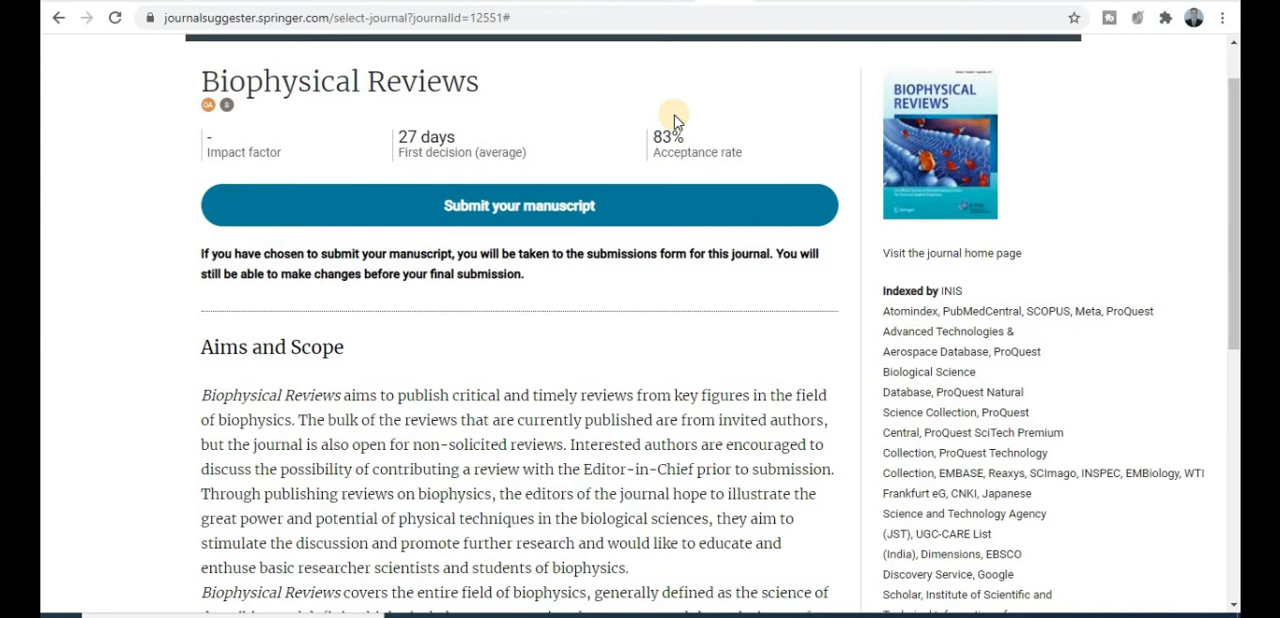 journalsuggester.springer.com/select-journal?journalId=12551#
Biophysical Reviews
OA S
-
Impact factor
27 days
First decision (average)
83%
Acceptance rate
Submit your manuscript
If you have chosen to submit your manuscript, you will be taken to the submissions form for this journal. You will
still be able to make changes before your final submission.
Aims and Scope
Biophysical Reviews aims to publish critical and timely reviews from key figures in the field
of biophysics. The bulk of the reviews that are currently published are from invited authors,
but the journal is also open for non-solicited reviews. Interested authors are encouraged to
discuss the possibility of contributing a review with the Editor-in-Chief prior to submission.
Through publishing reviews on biophysics, the editors of the journal hope to illustrate the
great power and potential of physical techniques in the biological sciences, they aim to
stimulate the discussion and promote further research and would like to educate and
enthuse basic researcher scientists and students of biophysics.
Biophysical Reviews covers the entire field of biophysics, generally defined as the science of
BIOPHYSICAL
REVIEWS
Springer
Visit the journal home page
Indexed by INIS
Atomindex, PubMedCentral, SCOPUS, Meta, ProQuest
Advanced Technologies &
Aerospace Database, ProQuest
Biological Science
Database, ProQuest Natural
Science Collection, ProQuest
Central, ProQuest SciTech Premium
Collection, ProQuest Technology
Collection, EMBASE, Reaxys, SCImago, INSPEC, EMBiology, WTI
Frankfurt eG, CNKI, Japanese
Science and Technology Agency
(JST), UGC-CARE List
(India), Dimensions, EBSCO
Discovery Service, Google
Scholar, Institute of Scientific and